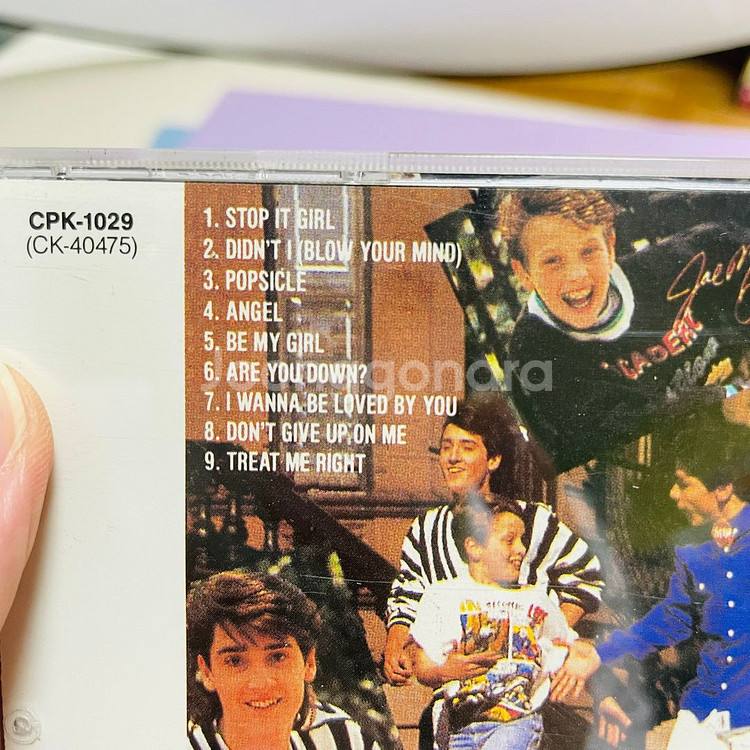 CPK-1029
(CK-40475)
1. STOP IT GIRL
2. DIDN'T I (BLOW YOUR MIND)
3. POPSICLE
4. ANGEL
5. BE MY GIRL
6. ARE YOU DOWN?
7. I WANNA BE LOVED BY YOU
8. DON'T GIVE UP ON ME
9. TREAT ME RIGHT
Joonggonara